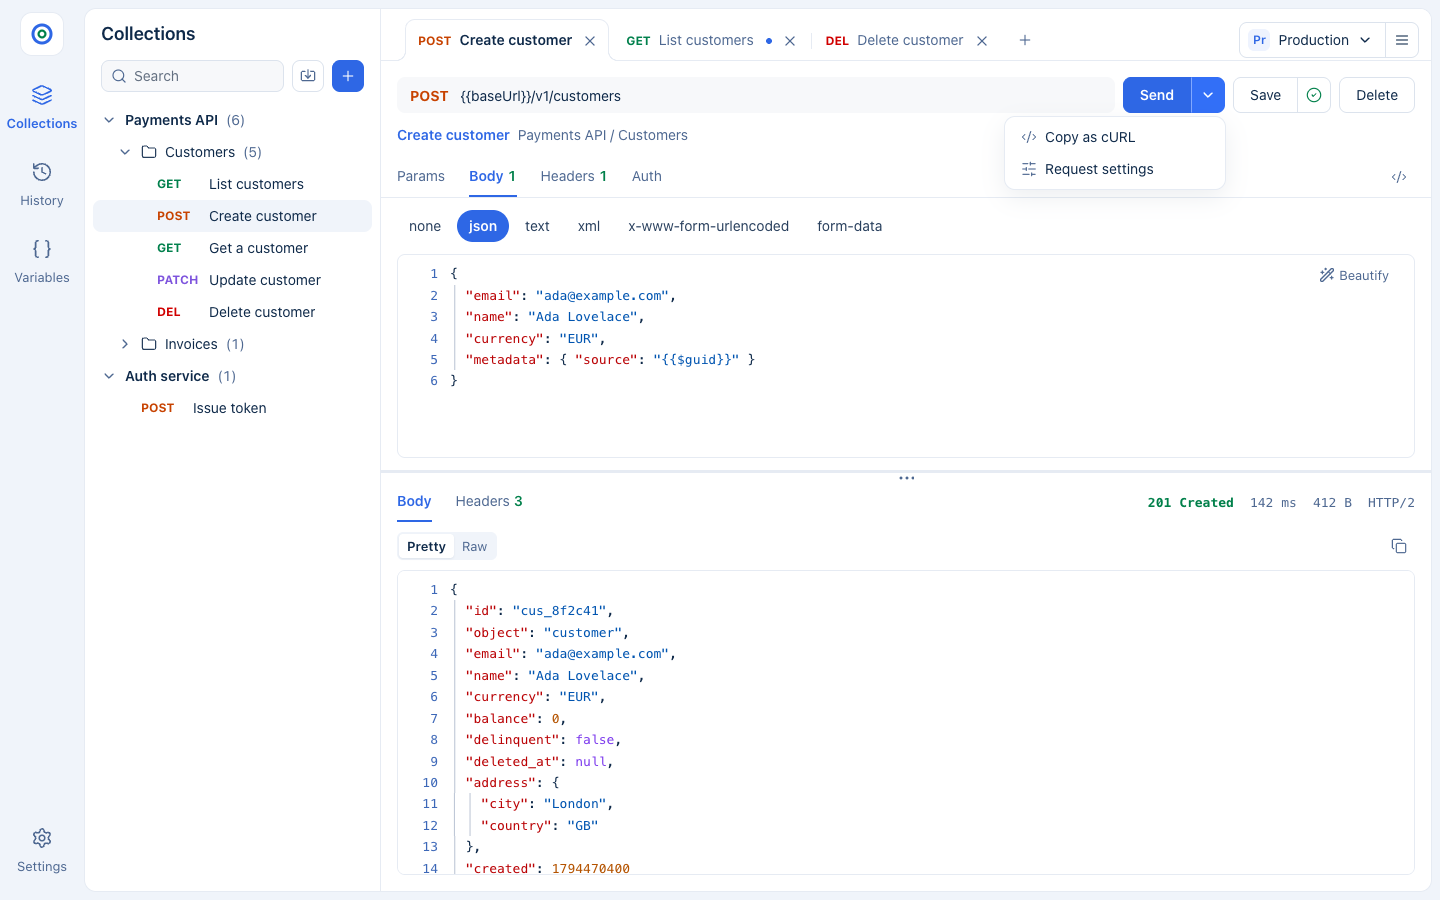 Collections
History
Variables
Settings
Collections
Search
Payments API (6)
Customers (5)
GET List customers
POST Create customer
GET Get a customer
PATCH Update customer
DEL Delete customer
Invoices (1)
Auth service (1)
POST Issue token
POST Create customer
GET List customers
DEL Delete customer
Pr Production
POST {{baseUrl}}/v1/customers
Send
Save
Delete
Create customer Payments API / Customers
Copy as cURL
Request settings
Params Body 1 Headers 1 Auth
none json text xml x-www-form-urlencoded form-data
Beautify
1 {
2 "email": "ada@example.com",
3 "name": "Ada Lovelace",
4 "currency": "EUR",
5 "metadata": { "source": "{{$guid}}" }
6 }
Body Headers 3
201 Created 142 ms 412 B HTTP/2
Pretty Raw
1 {
2 "id": "cus_8f2c41",
3 "object": "customer",
4 "email": "ada@example.com",
5 "name": "Ada Lovelace",
6 "currency": "EUR",
7 "balance": 0,
8 "delinquent": false,
9 "deleted_at": null,
10 "address": {
11 "city": "London",
12 "country": "GB"
13 },
14 "created": 1794470400